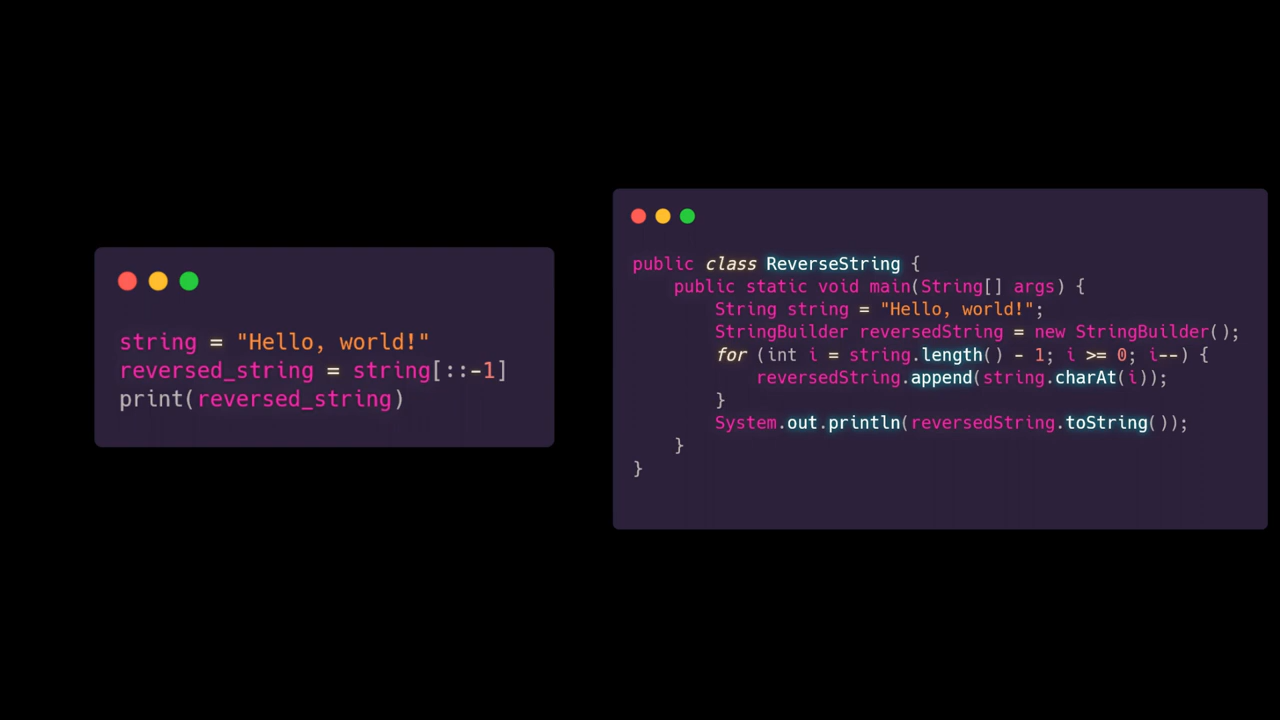 string = "Hello, world!"
reversed_string = string[::-1]
print(reversed_string)
public class ReverseString {
    public static void main(String[] args) {
        String string = "Hello, world!";
        StringBuilder reversedString = new StringBuilder();
        for (int i = string.length() - 1; i >= 0; i--) {
            reversedString.append(string.charAt(i));
        }
        System.out.println(reversedString.toString());
    }
}